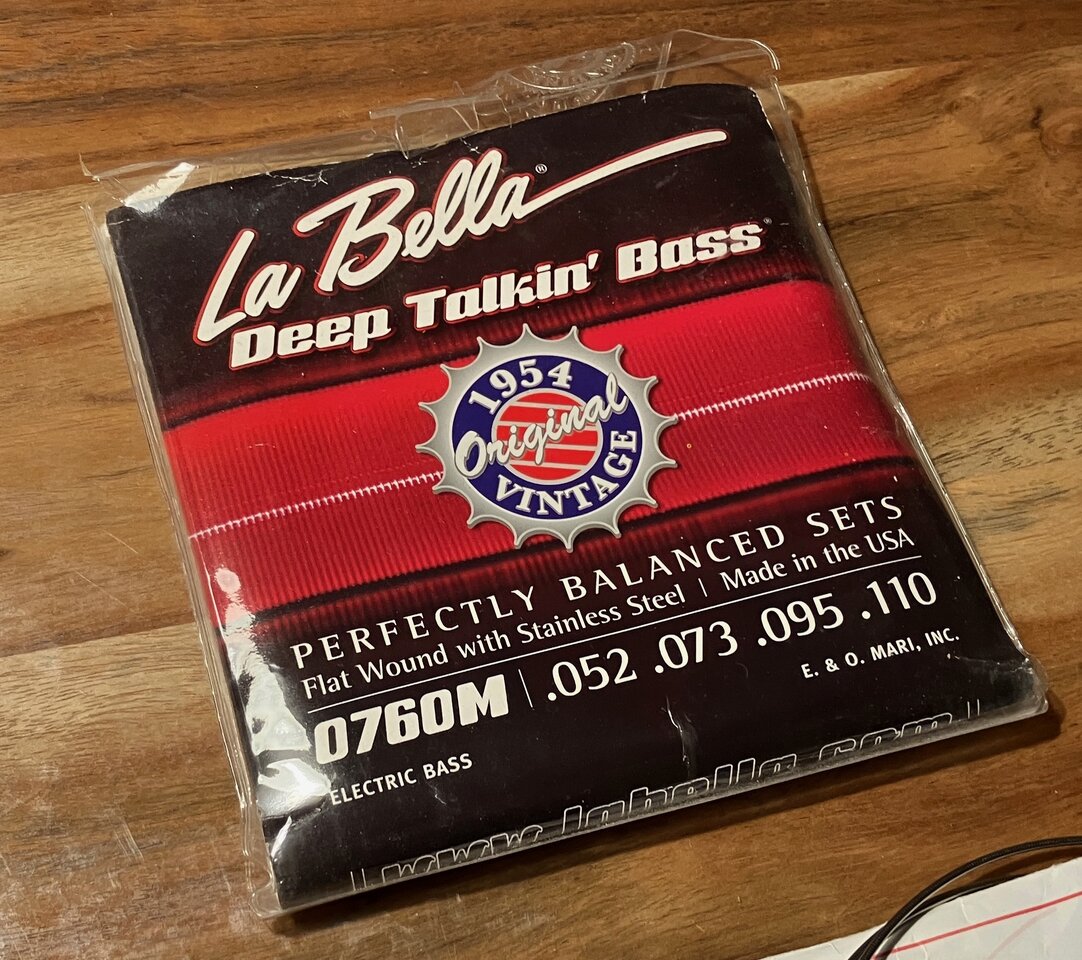 La Bella®
Deep Talkin' Bass®
1954
Original
VINTAGE
PERFECTLY BALANCED SETS
Flat Wound with Stainless Steel | Made in the USA
0760M | .052 .073 .095 .110
ELECTRIC BASS
E. & O. MARI, INC.
www.labella.com